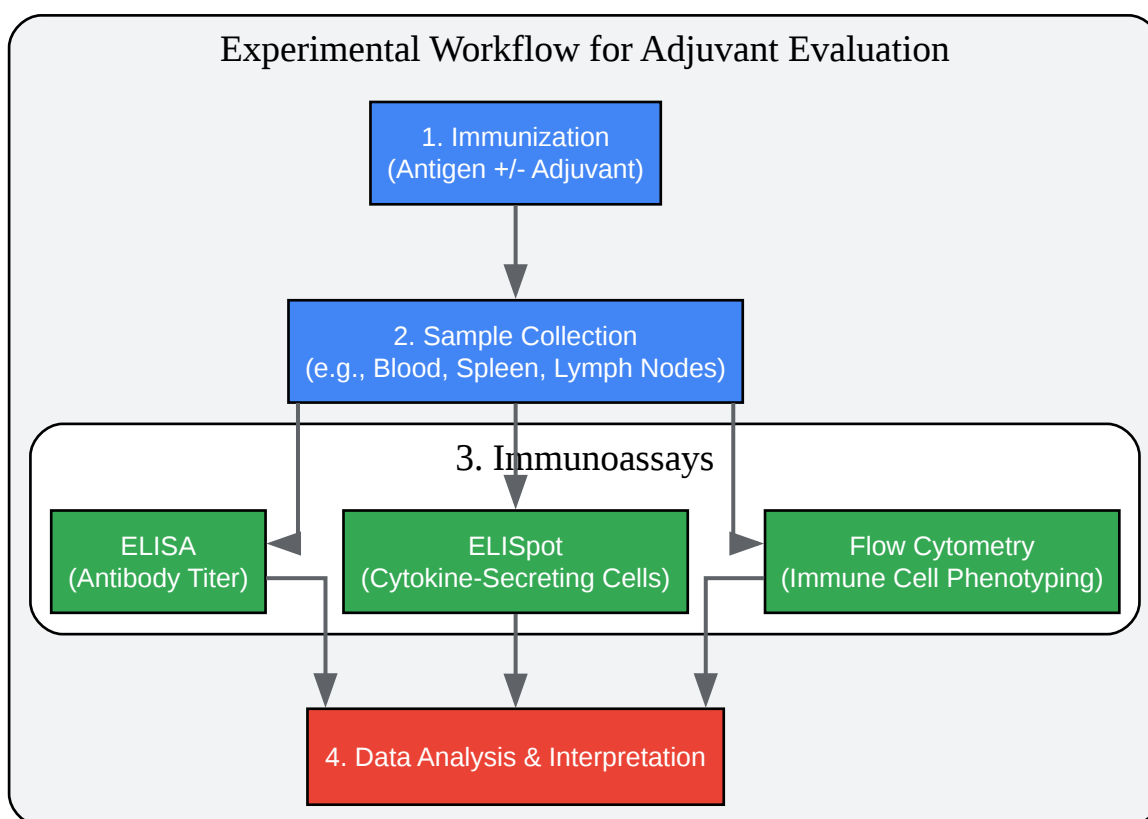 Experimental Workflow for Adjuvant Evaluation
1. Immunization
(Antigen +/- Adjuvant)
2. Sample Collection
(e.g., Blood, Spleen, Lymph Nodes)
3. Immunoassays
ELISA
(Antibody Titer)
ELISpot
(Cytokine-Secreting Cells)
Flow Cytometry
(Immune Cell Phenotyping)
4. Data Analysis & Interpretation